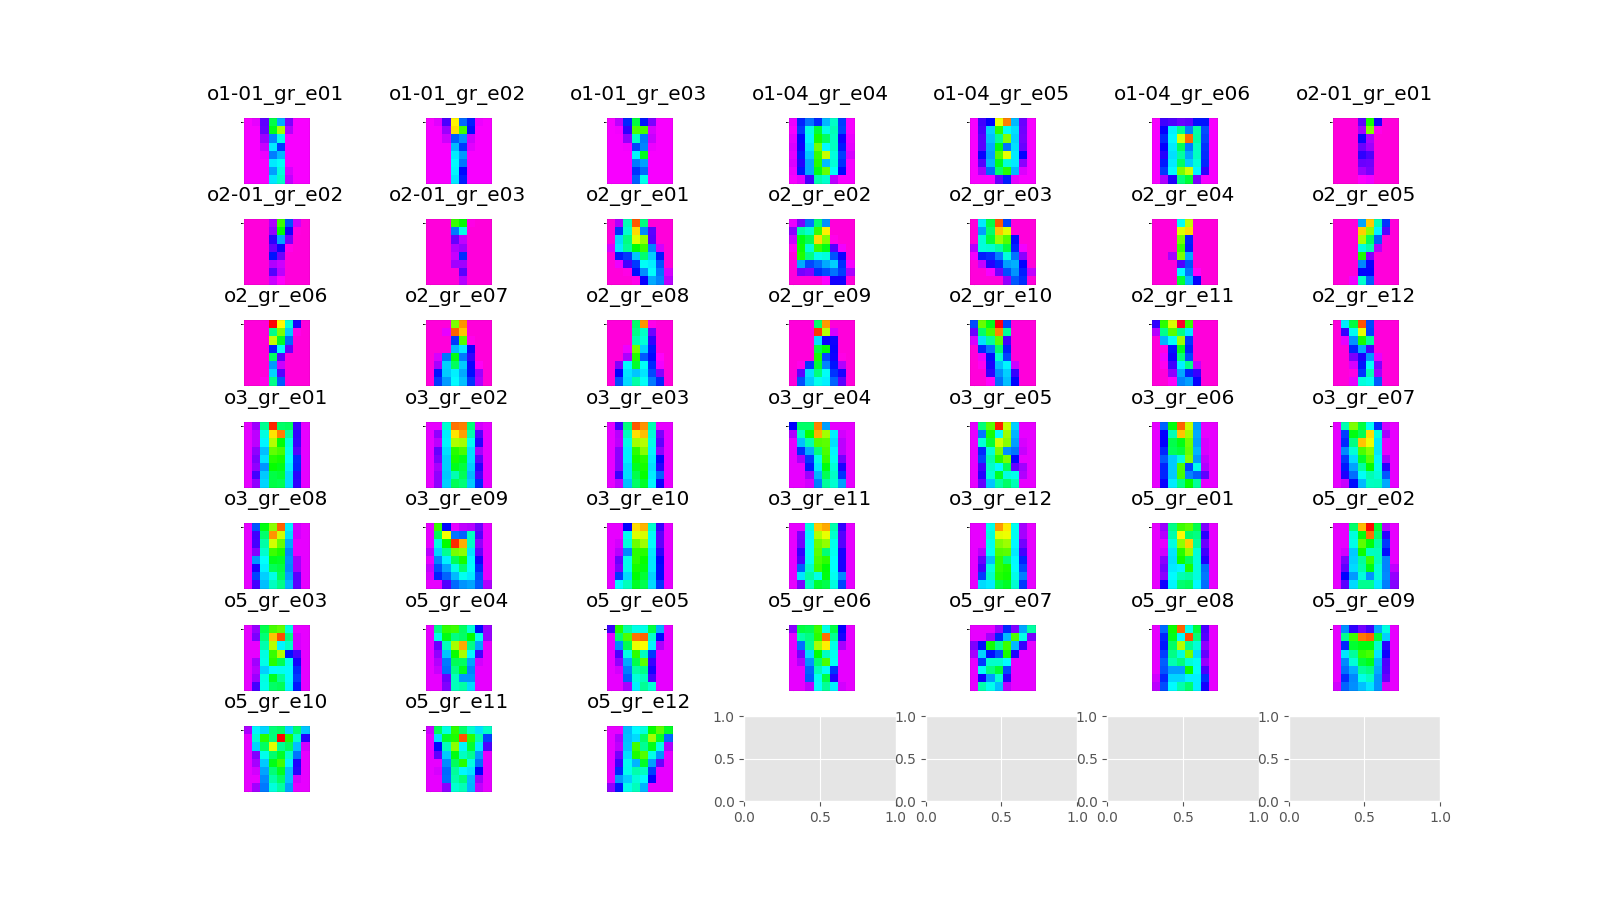 o1-01_gr_e01 o1-01_gr_e02 o1-01_gr_e03 o1-04_gr_e04 o1-04_gr_e05 o1-04_gr_e06 o2-01_gr_e01
o2-01_gr_e02 o2-01_gr_e03 o2_gr_e01 o2_gr_e02 o2_gr_e03 o2_gr_e04 o2_gr_e05
o2_gr_e06 o2_gr_e07 o2_gr_e08 o2_gr_e09 o2_gr_e10 o2_gr_e11 o2_gr_e12
o3_gr_e01 o3_gr_e02 o3_gr_e03 o3_gr_e04 o3_gr_e05 o3_gr_e06 o3_gr_e07
o3_gr_e08 o3_gr_e09 o3_gr_e10 o3_gr_e11 o3_gr_e12 o5_gr_e01 o5_gr_e02
o5_gr_e03 o5_gr_e04 o5_gr_e05 o5_gr_e06 o5_gr_e07 o5_gr_e08 o5_gr_e09
o5_gr_e10 o5_gr_e11 o5_gr_e12
1.0 1.0 1.0 1.0
0.5 0.5 0.5 0.5
0.0 0.0 0.0 0.0
0.0 0.5 1.0 0.0 0.5 1.0 0.0 0.5 1.0 0.0 0.5 1.0